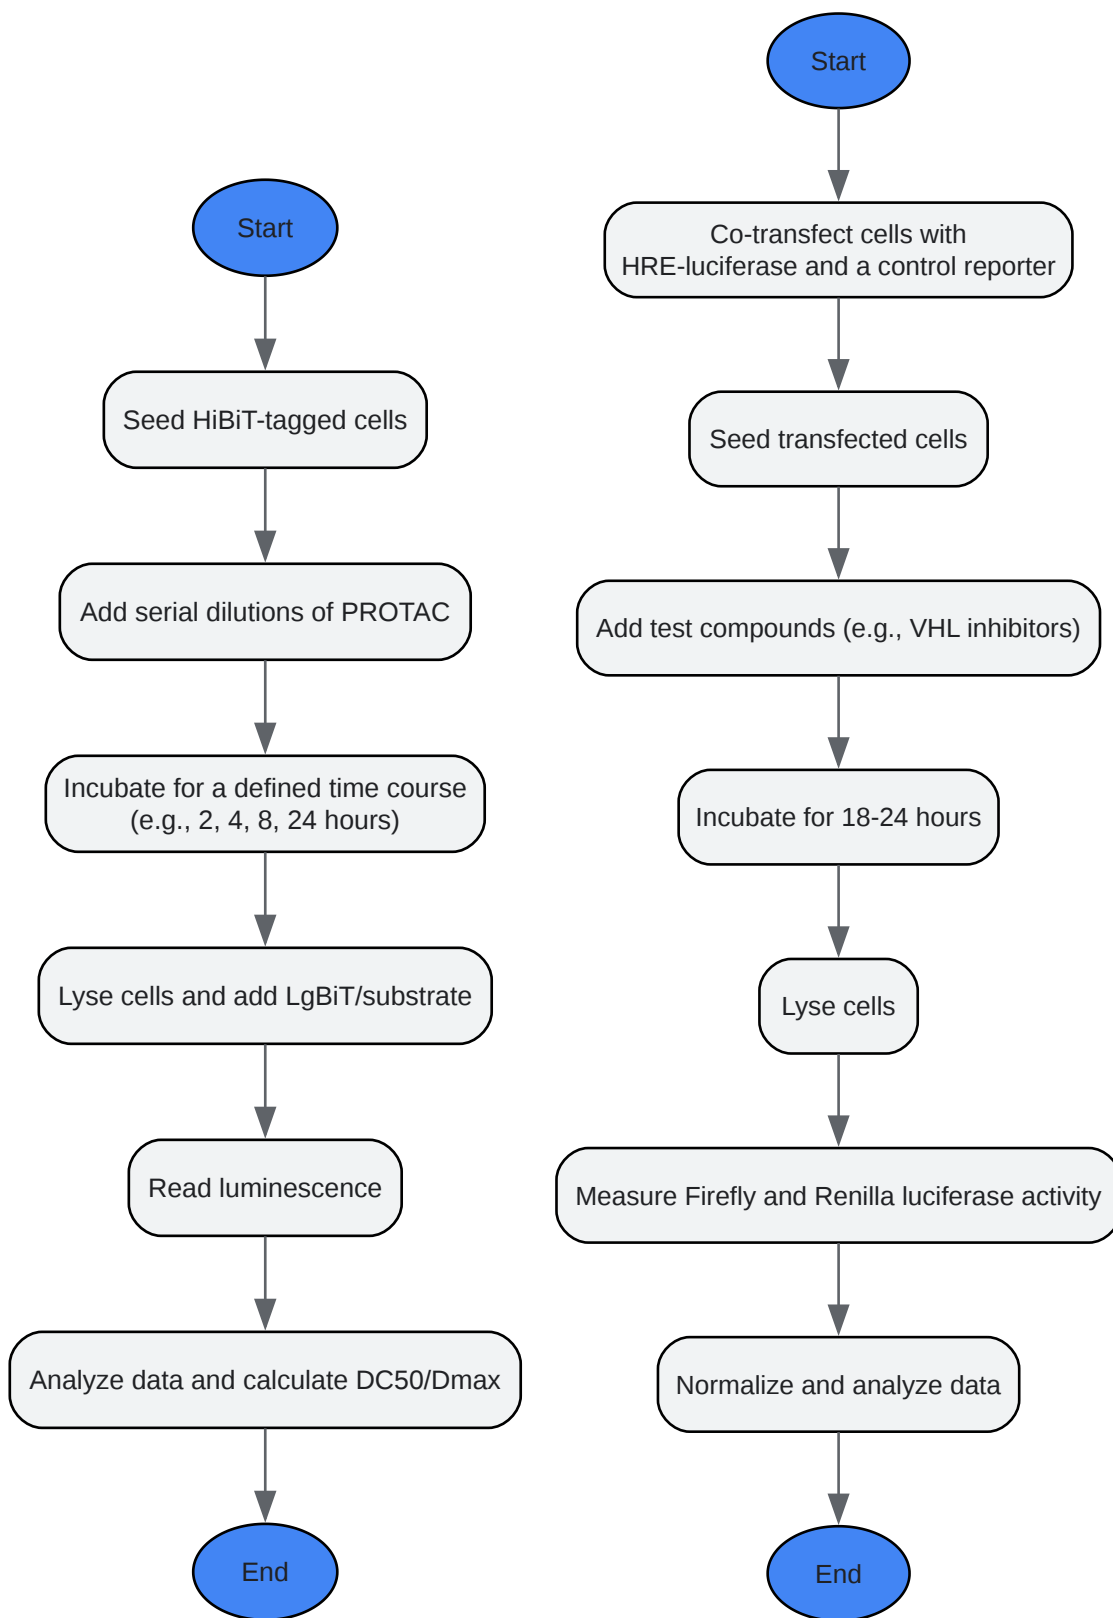 Start
Seed HiBiT-tagged cells
Add serial dilutions of PROTAC
Incubate for a defined time course
(e.g., 2, 4, 8, 24 hours)
Lyse cells and add LgBiT/substrate
Read luminescence
Analyze data and calculate DC50/Dmax
End
Start
Co-transfect cells with
HRE-luciferase and a control reporter
Seed transfected cells
Add test compounds (e.g., VHL inhibitors)
Incubate for 18-24 hours
Lyse cells
Measure Firefly and Renilla luciferase activity
Normalize and analyze data
End